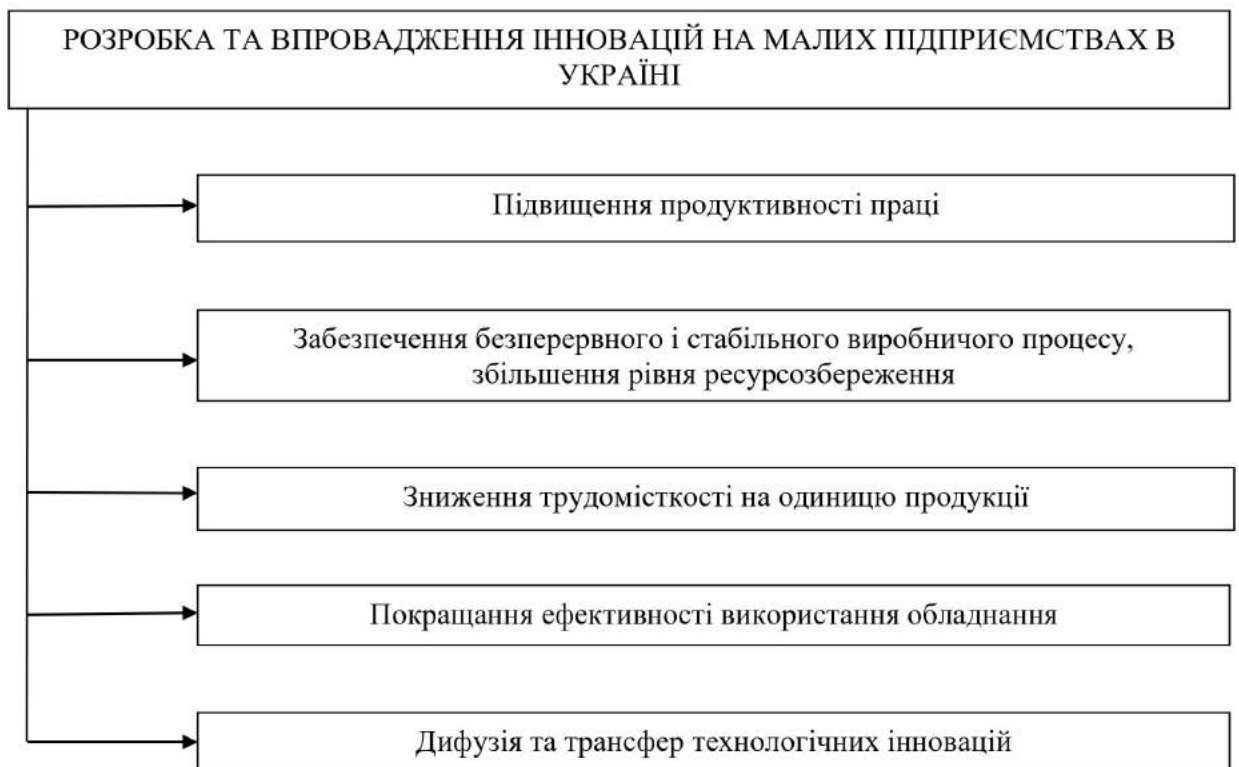 РОЗРОБКА ТА ВПРОВАДЖЕННЯ ІННОВАЦІЙ НА МАЛИХ ПІДПРИЄМСТВАХ В
УКРАЇНІ
Підвищення продуктивності праці
Забезпечення безперервного і стабільного виробничого процесу,
збільшення рівня ресурсозбереження
Зниження трудомісткості на одиницю продукції
Покращання ефективності використання обладнання
Дифузія та трансфер технологічних інновацій